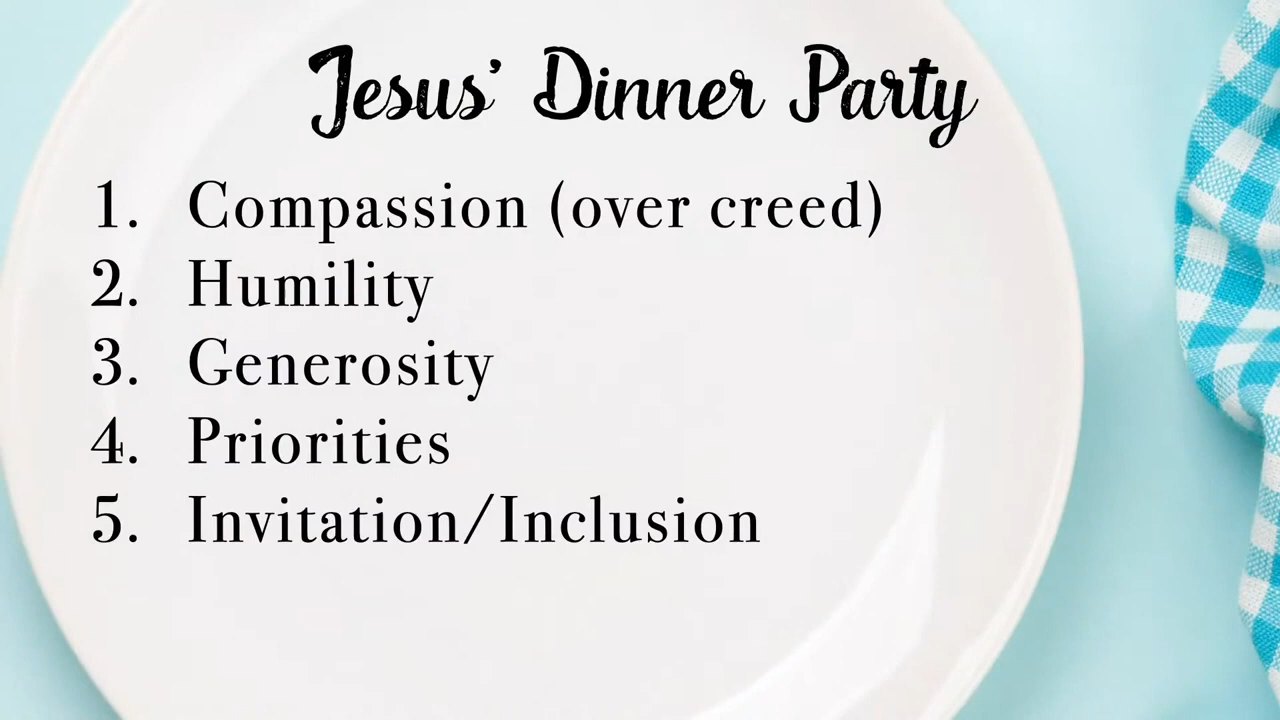 Jesus' Dinner Party
1. Compassion (over creed)
2. Humility
3. Generosity
4. Priorities
5. Invitation/Inclusion